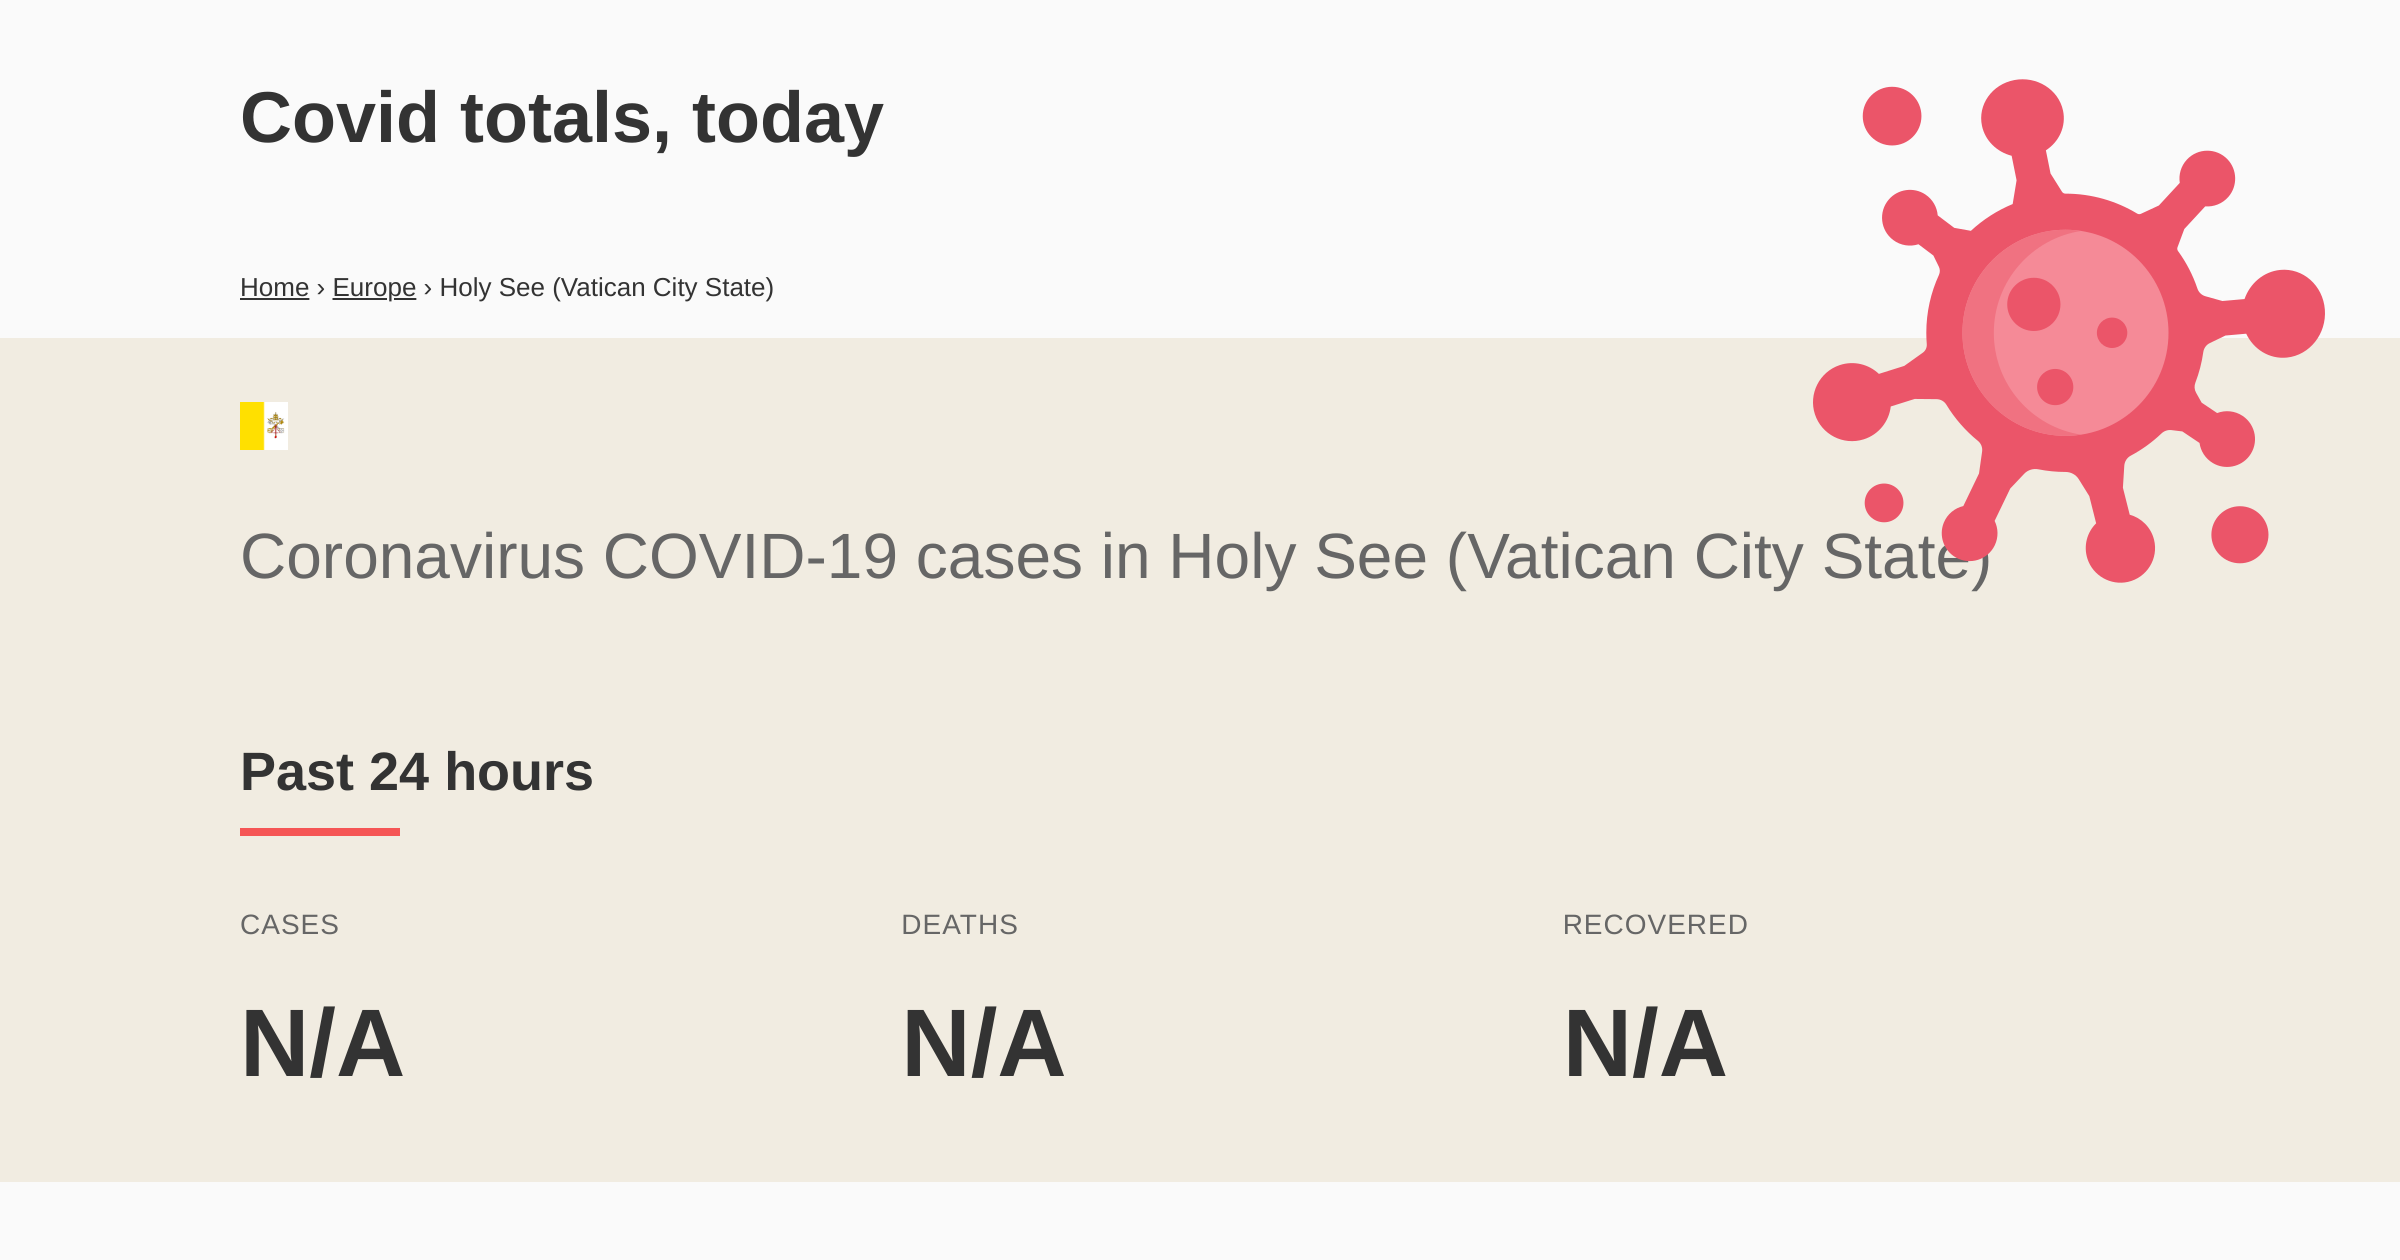 Covid totals, today
Home › Europe › Holy See (Vatican City State)
Coronavirus COVID-19 cases in Holy See (Vatican City State)
Past 24 hours
CASES
DEATHS
RECOVERED
N/A
N/A
N/A